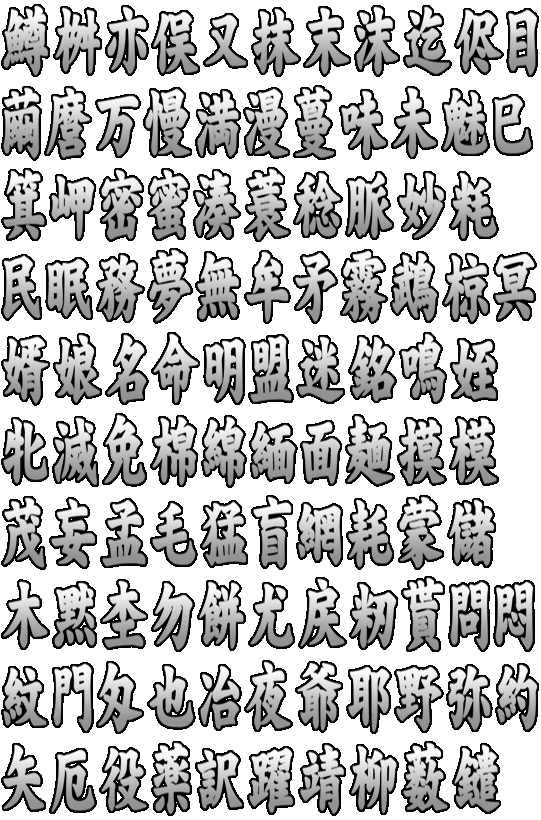 鱒桝亦俣又抹末沫迄侭目
繭麿万慢満漫蔓味未魅巳
箕岬密蜜湊蓑稔脈妙粍
民眠務夢無牟矛霧鵡椋冥
婿娘名命明盟迷銘鳴姪
牝滅免棉綿緬面麺摸模
茂妄孟毛猛盲網耗蒙儲
木黙杢勿餅尤戻籾貰問悶
紋門匁也冶夜爺耶野弥約
矢厄役薬訳躍靖柳薮鑓